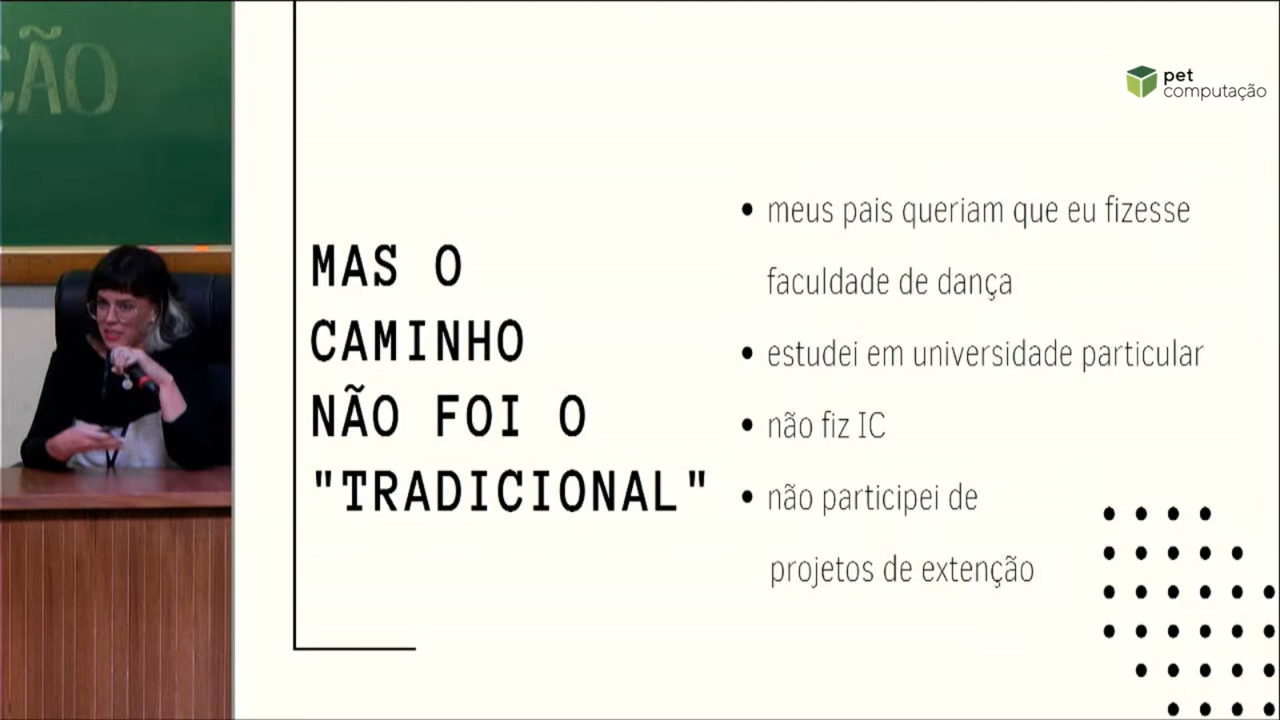 ÇÃO
pet
computação
MAS O
CAMINHO
NÃO FOI O
"TRADICIONAL"
• meus pais queriam que eu fizesse
faculdade de dança
• estudei em universidade particular
• não fiz IC
• não participei de
projetos de extenção